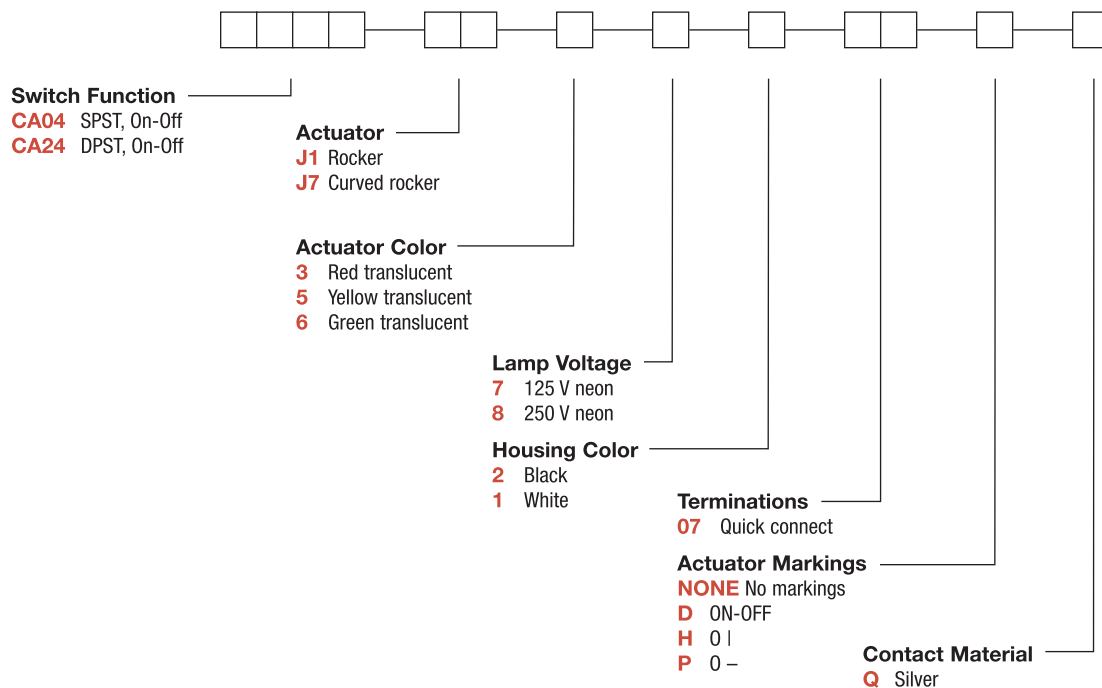 Switch Function
CA04 SPST, On-Off
CA24 DPST, On-Off
Actuator
J1 Rocker
J7 Curved rocker
Actuator Color
3 Red translucent
5 Yellow translucent
6 Green translucent
Lamp Voltage
7 125 V neon
8 250 V neon
Housing Color
2 Black
1 White
Terminations
07 Quick connect
Actuator Markings
NONE No markings
D ON-OFF
H O |
P O –
Contact Material
Q Silver